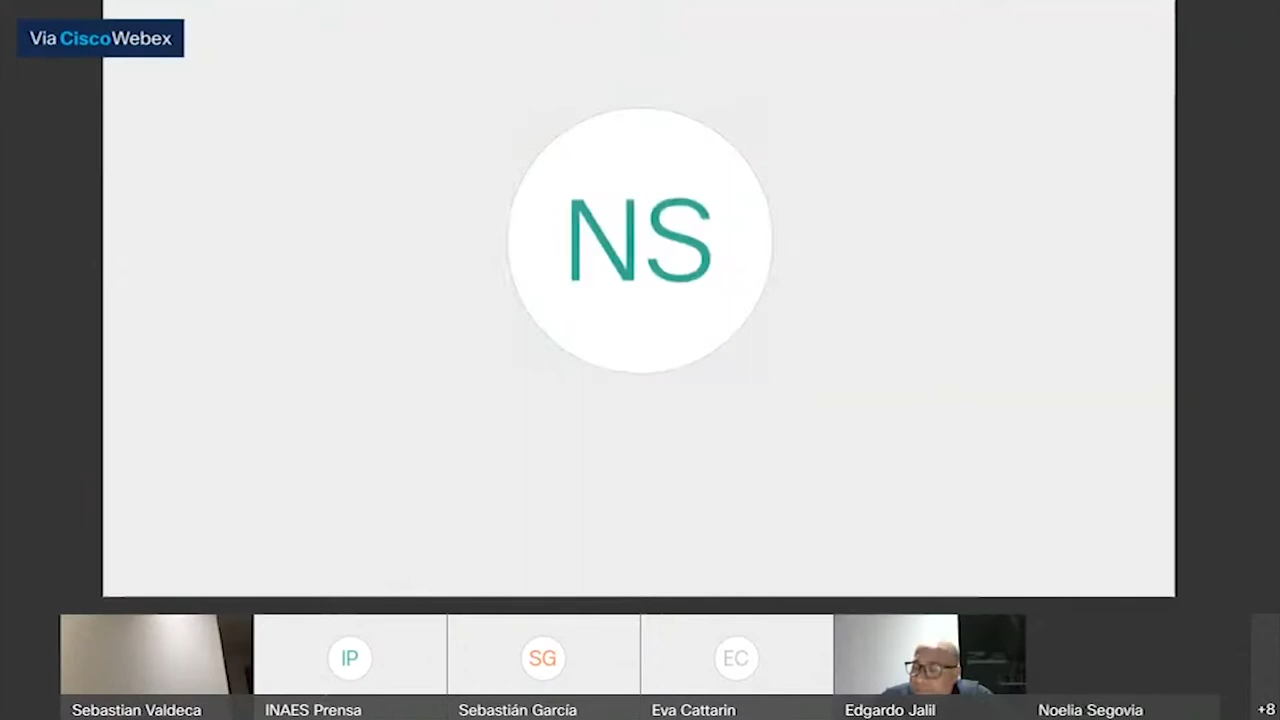 Via CiscoWebex
NS
IP
SG
EC
Sebastian Valdeca
INAES Prensa
Sebastián García
Eva Cattarin
Edgardo Jalil
Noelia Segovia
+8